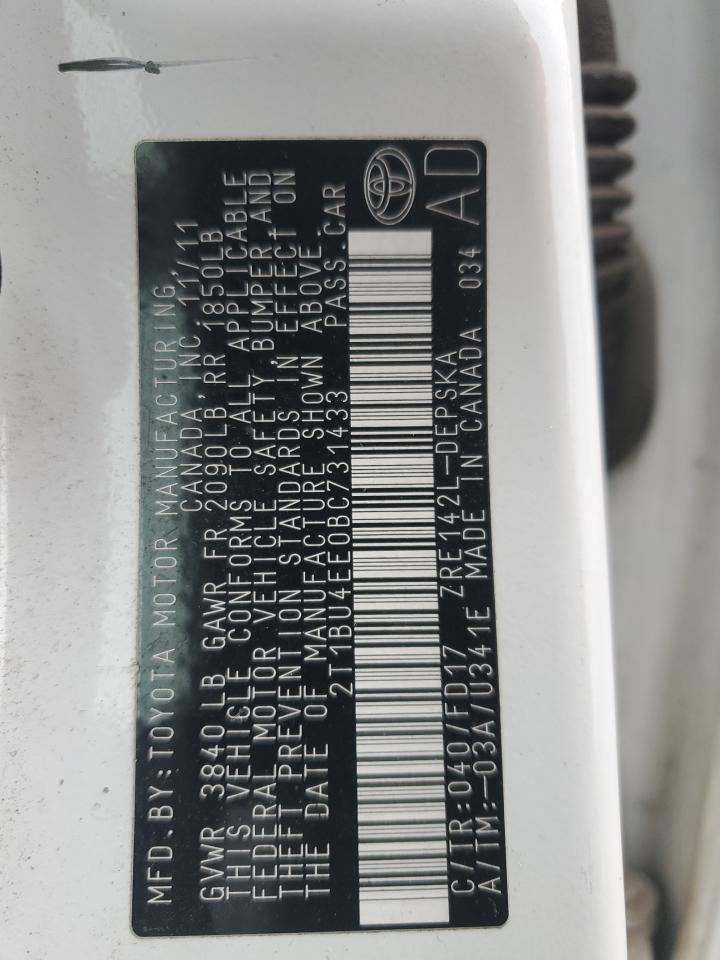 MFD.BY:TOYOTA MOTOR MANUFACTURING,
CANADA, INC. 11/11
GVWR 3840 LB GAWR FR 2090LB,RR 1850LB
THIS VEHICLE CONFORMS TO ALL APPLICABLE
FEDERAL MOTOR VEHICLE SAFETY,BUMPER AND
THEFT PREVENTION STANDARDS IN EFFECT ON
THE DATE OF MANUFACTURE SHOWN ABOVE.
2T1BU4EE0BC731433 PASS.CAR
C/TR:040/FD17 ZRE142L-DEPSKA
A/TM:-03A/U341E MADE IN CANADA 034 AD